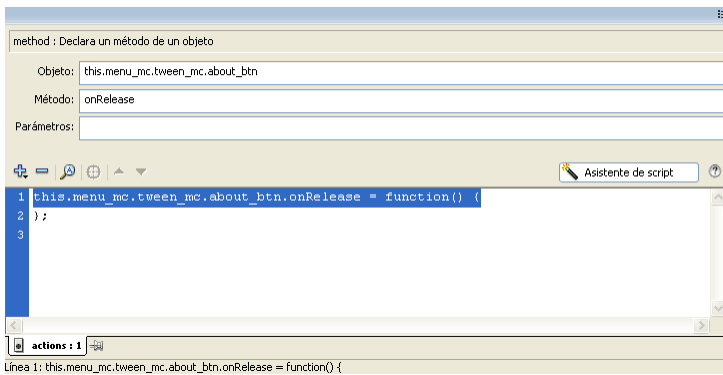 method : Declara un método de un objeto
Objeto: this.menu_mc.tween_mc.about_btn
Método: onRelease
Parámetros:
Asistente de script
1 this.menu_mc.tween_mc.about_btn.onRelease = function() {
2 };
3
actions : 1
Línea 1: this.menu_mc.tween_mc.about_btn.onRelease = function() {